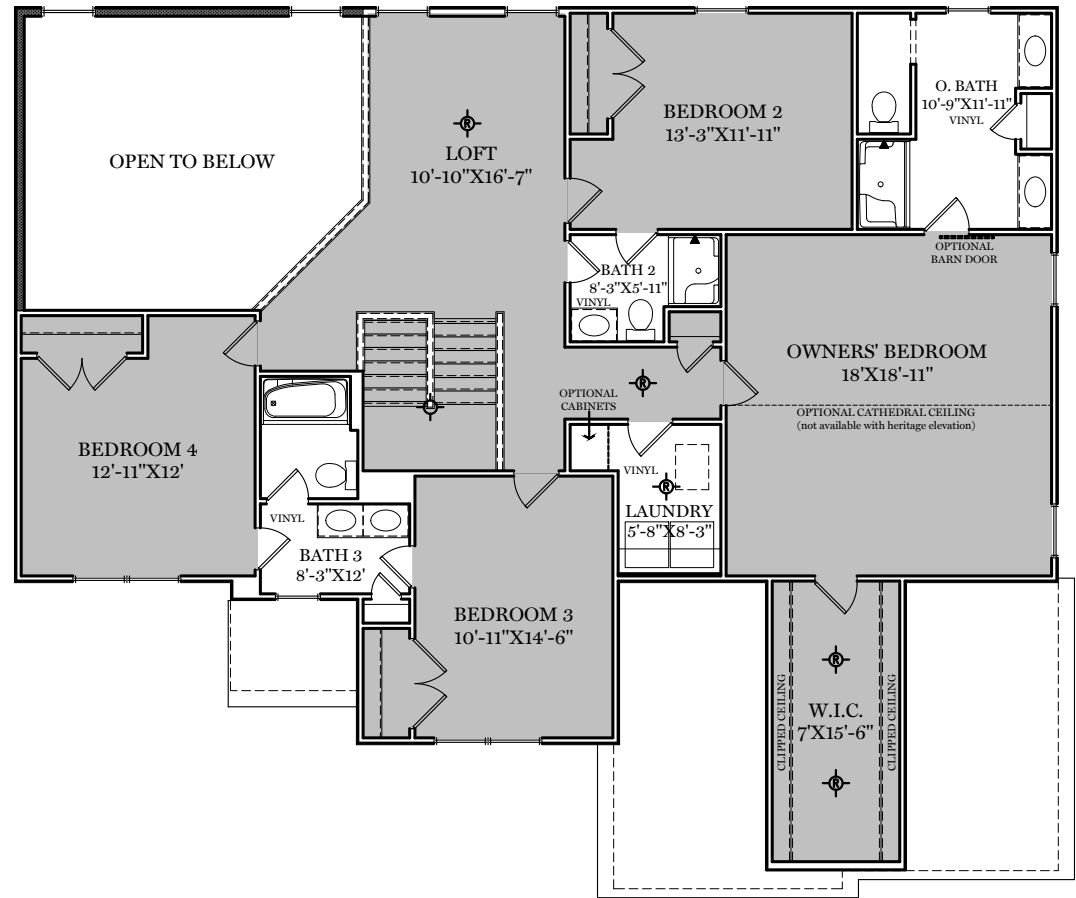 OPEN TO BELOW
R
LOFT
10'-10"X16'-7"
BEDROOM 2
13'-3"X11'-11"
O. BATH
10'-9"X11'-11"
VINYL
OPTIONAL
BARN DOOR
BATH 2
8'-3"X5'-11"
VINYL
OWNERS' BEDROOM
18'X18'-11"
OPTIONAL CATHEDRAL CEILING
(not available with heritage elevation)
R
OPTIONAL
CABINETS
R
BEDROOM 4
12'-11"X12'
VINYL
R
LAUNDRY
5'-8"X8'-3"
VINYL
BATH 3
8'-3"X12'
BEDROOM 3
10'-11"X14'-6"
R
CLIPPED CEILING
W.I.C.
7'X15'-6"
CLIPPED CEILING
R